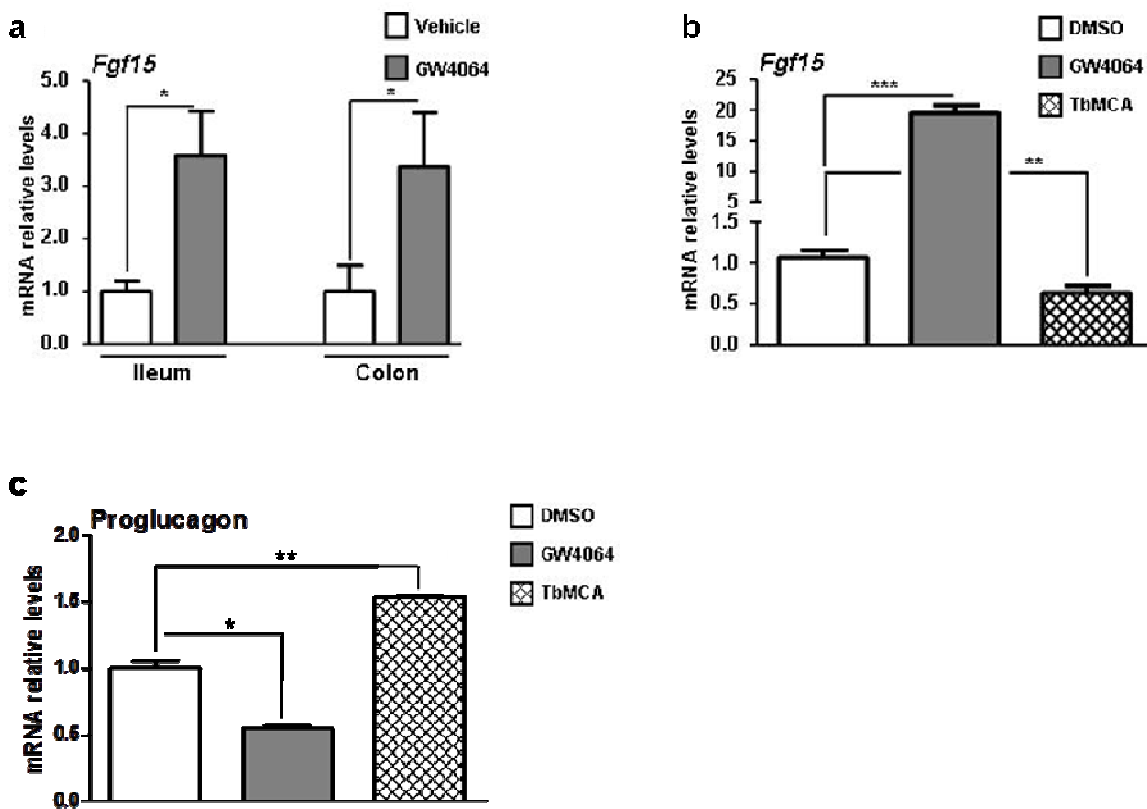 a
Vehicle
GW4064
Fgf15
mRNA relative levels
5.0
4.0
3.0
2.0
1.0
0.0
*
*
Ileum
Colon
b
DMSO
GW4064
TbMCA
Fgf15
mRNA relative levels
25
20
15
10
5
1.5
1.0
0.5
0.0
***
**
c
Proglucagon
DMSO
GW4064
TbMCA
mRNA relative levels
2.0
1.5
1.0
0.5
0.0
**
*